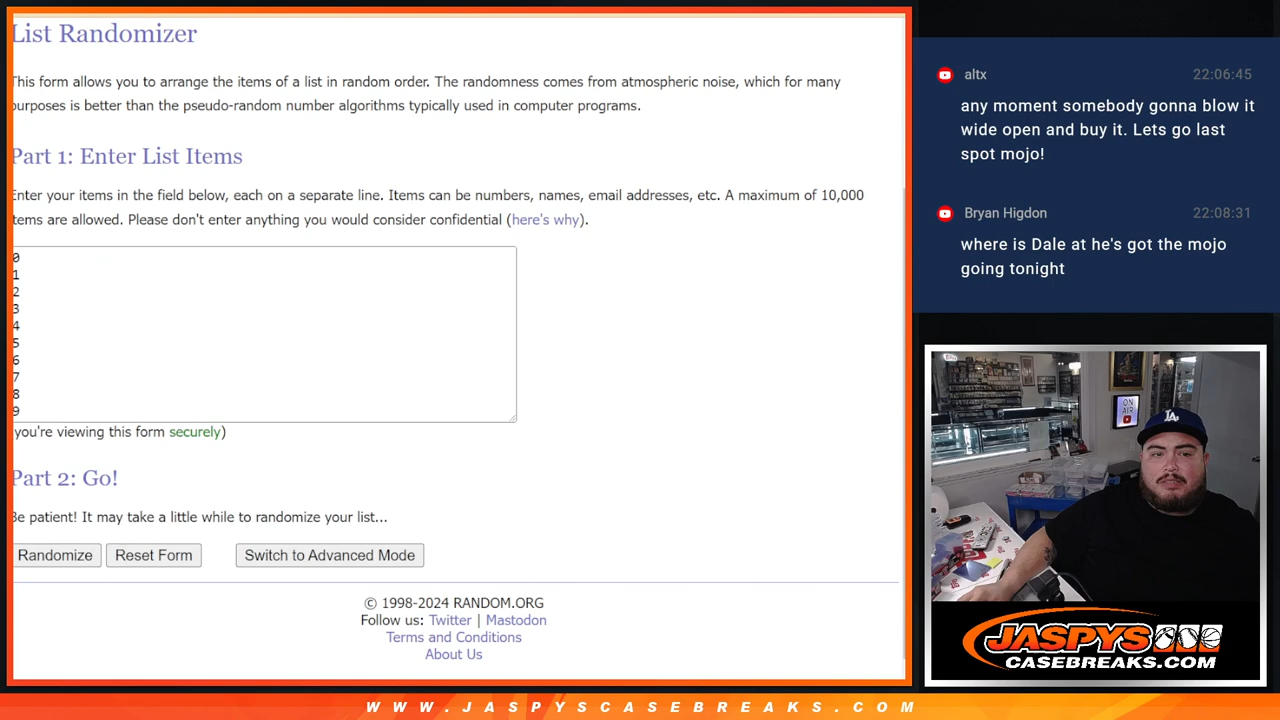 List Randomizer
This form allows you to arrange the items of a list in random order. The randomness comes from atmospheric noise, which for many
purposes is better than the pseudo-random number algorithms typically used in computer programs.
Part 1: Enter List Items
Enter your items in the field below, each on a separate line. Items can be numbers, names, email addresses, etc. A maximum of 10,000
items are allowed. Please don't enter anything you would consider confidential (here's why).
0
1
2
3
4
5
6
7
8
9
(you're viewing this form securely)
Part 2: Go!
Be patient! It may take a little while to randomize your list...
Randomize Reset Form Switch to Advanced Mode
© 1998-2024 RANDOM.ORG
Follow us: Twitter | Mastodon
Terms and Conditions
About Us
altx 22:06:45
any moment somebody gonna blow it
wide open and buy it. Lets go last
spot mojo!
Bryan Higdon 22:08:31
where is Dale at he's got the mojo
going tonight
ON
AIR
LA
JASPYS
CASEBREAKS.COM
WWW.JASPYSCASEBREAKS.COM